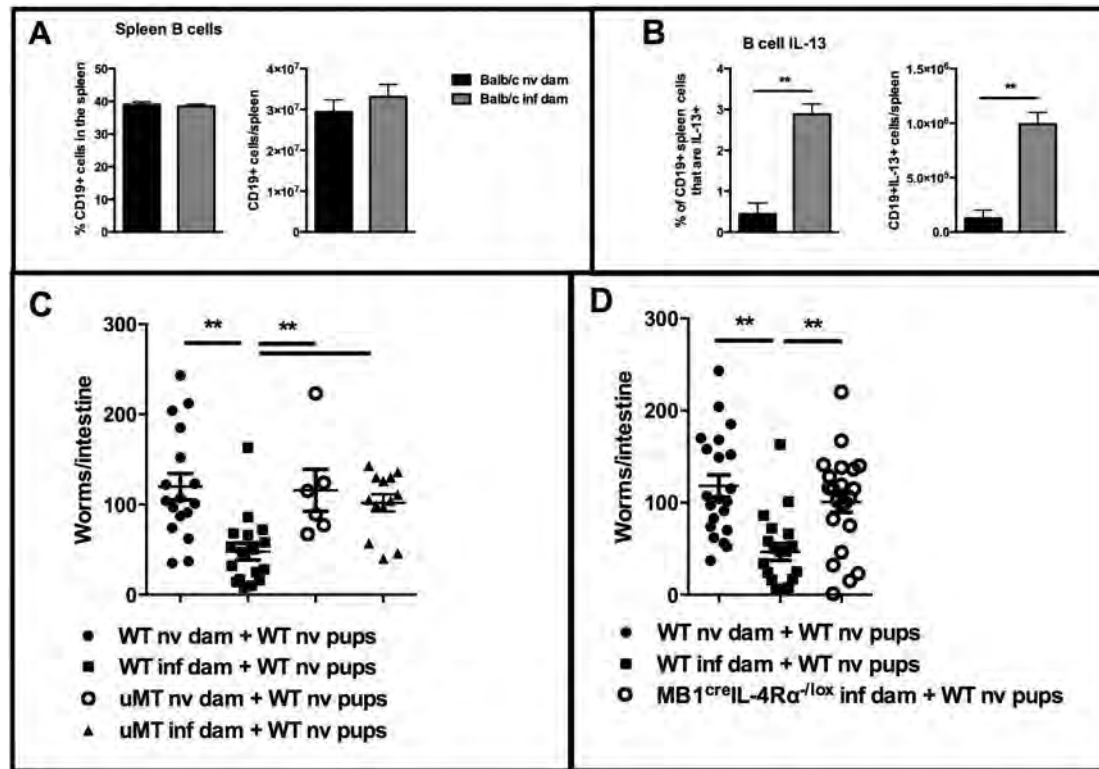 A
Spleen B cells
% CD19+ cells in the spleen
50
40
30
20
10
0
CD19+ cells/spleen
4×10⁷
3×10⁷
2×10⁷
1×10⁷
0
Balb/c nv dam
Balb/c inf dam
B
B cell IL-13
% of CD19+ spleen cells
that are IL-13+
4
3
2
1
0
**
CD19+IL-13+ cells/spleen
1.5×10⁶
1.0×10⁶
5.0×10⁵
0.0
**
C
Worms/intestine
300
200
100
0
** **
● WT nv dam + WT nv pups
■ WT inf dam + WT nv pups
○ uMT nv dam + WT nv pups
▲ uMT inf dam + WT nv pups
D
Worms/intestine
300
200
100
0
** **
● WT nv dam + WT nv pups
■ WT inf dam + WT nv pups
○ MB1ᶜʳᵉIL-4Rα⁻/ˡᵒˣ inf dam + WT nv pups